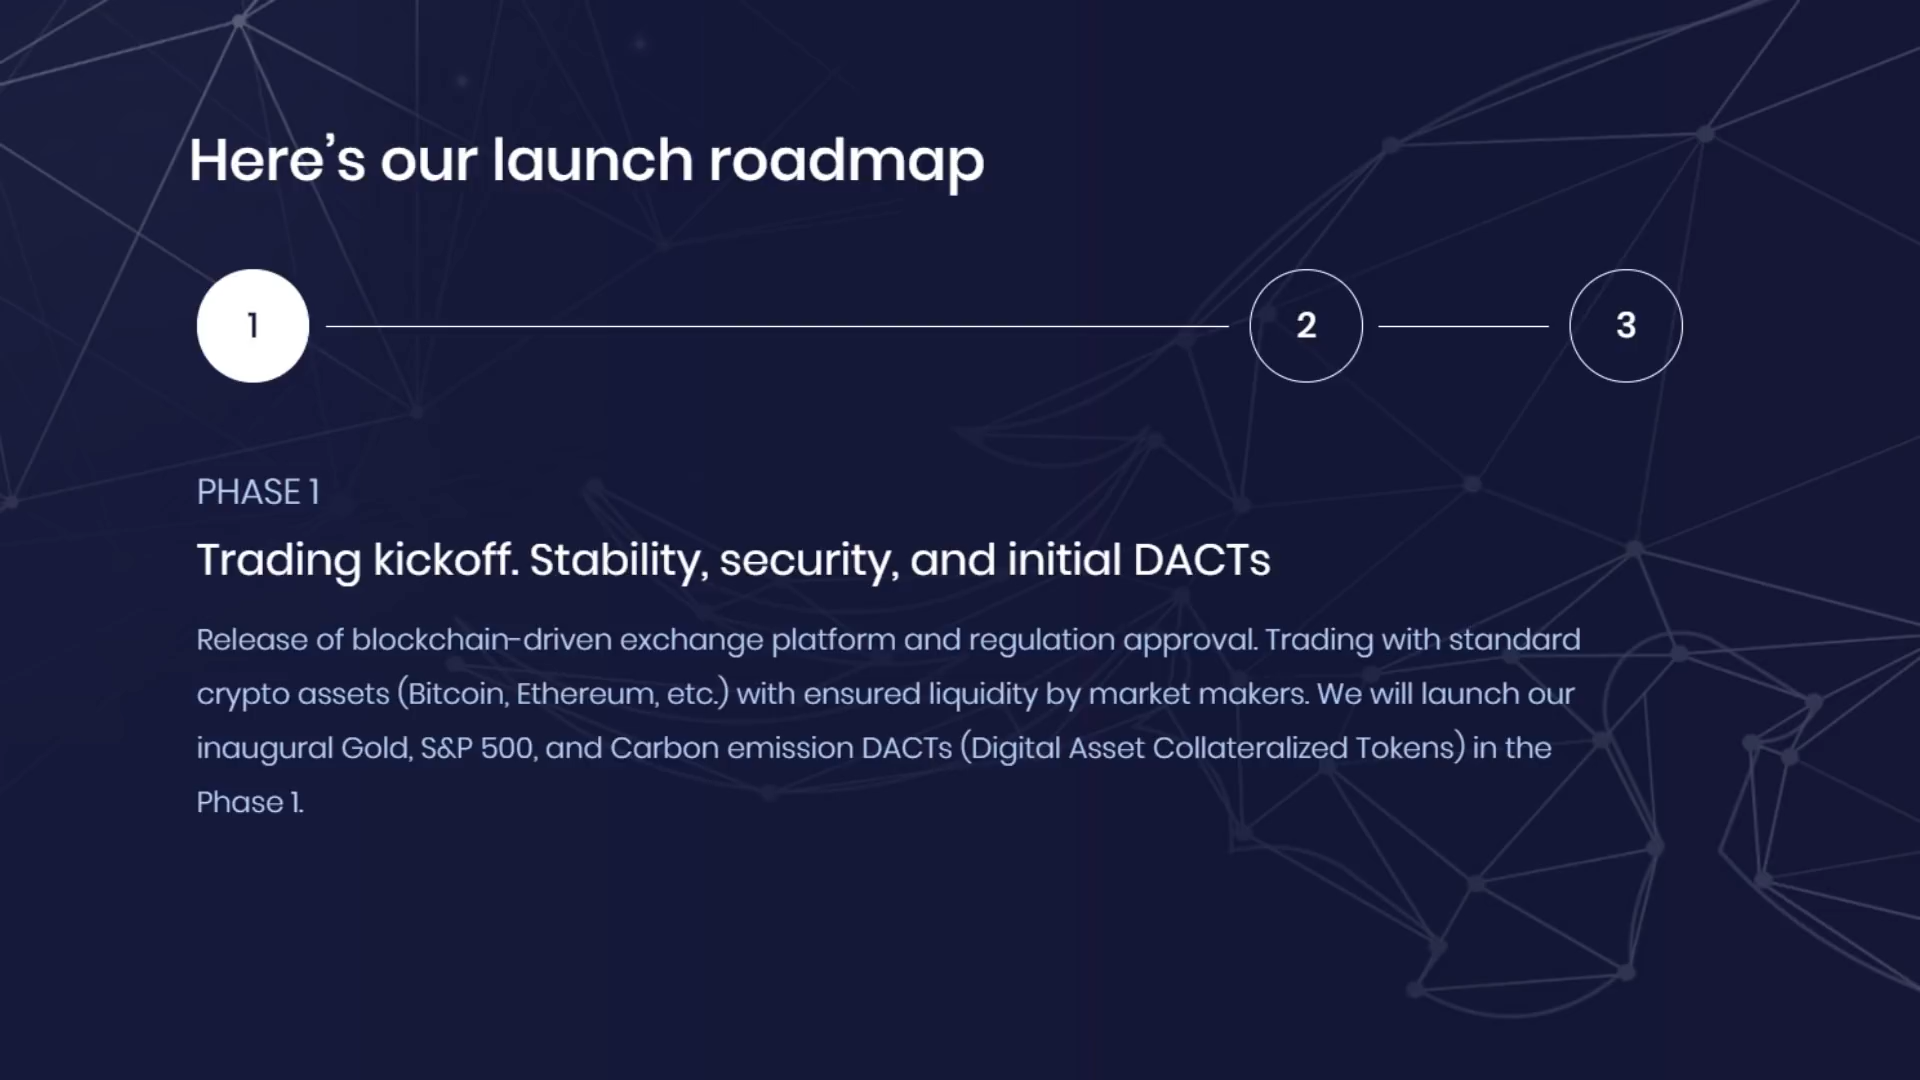 Here’s our launch roadmap
1 2 3
PHASE 1
Trading kickoff. Stability, security, and initial DACTs
Release of blockchain-driven exchange platform and regulation approval. Trading with standard
crypto assets (Bitcoin, Ethereum, etc.) with ensured liquidity by market makers. We will launch our
inaugural Gold, S&P 500, and Carbon emission DACTs (Digital Asset Collateralized Tokens) in the
Phase 1.